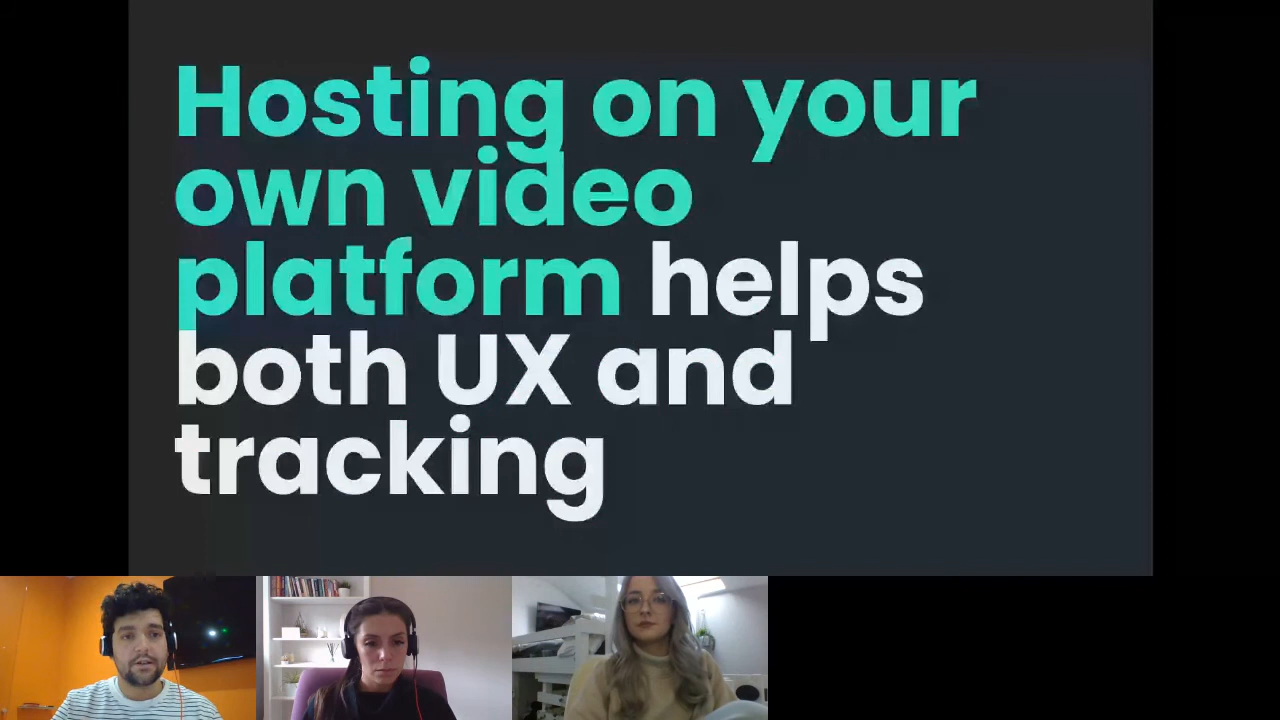 Hosting on your
own video
platform helps
both UX and
tracking